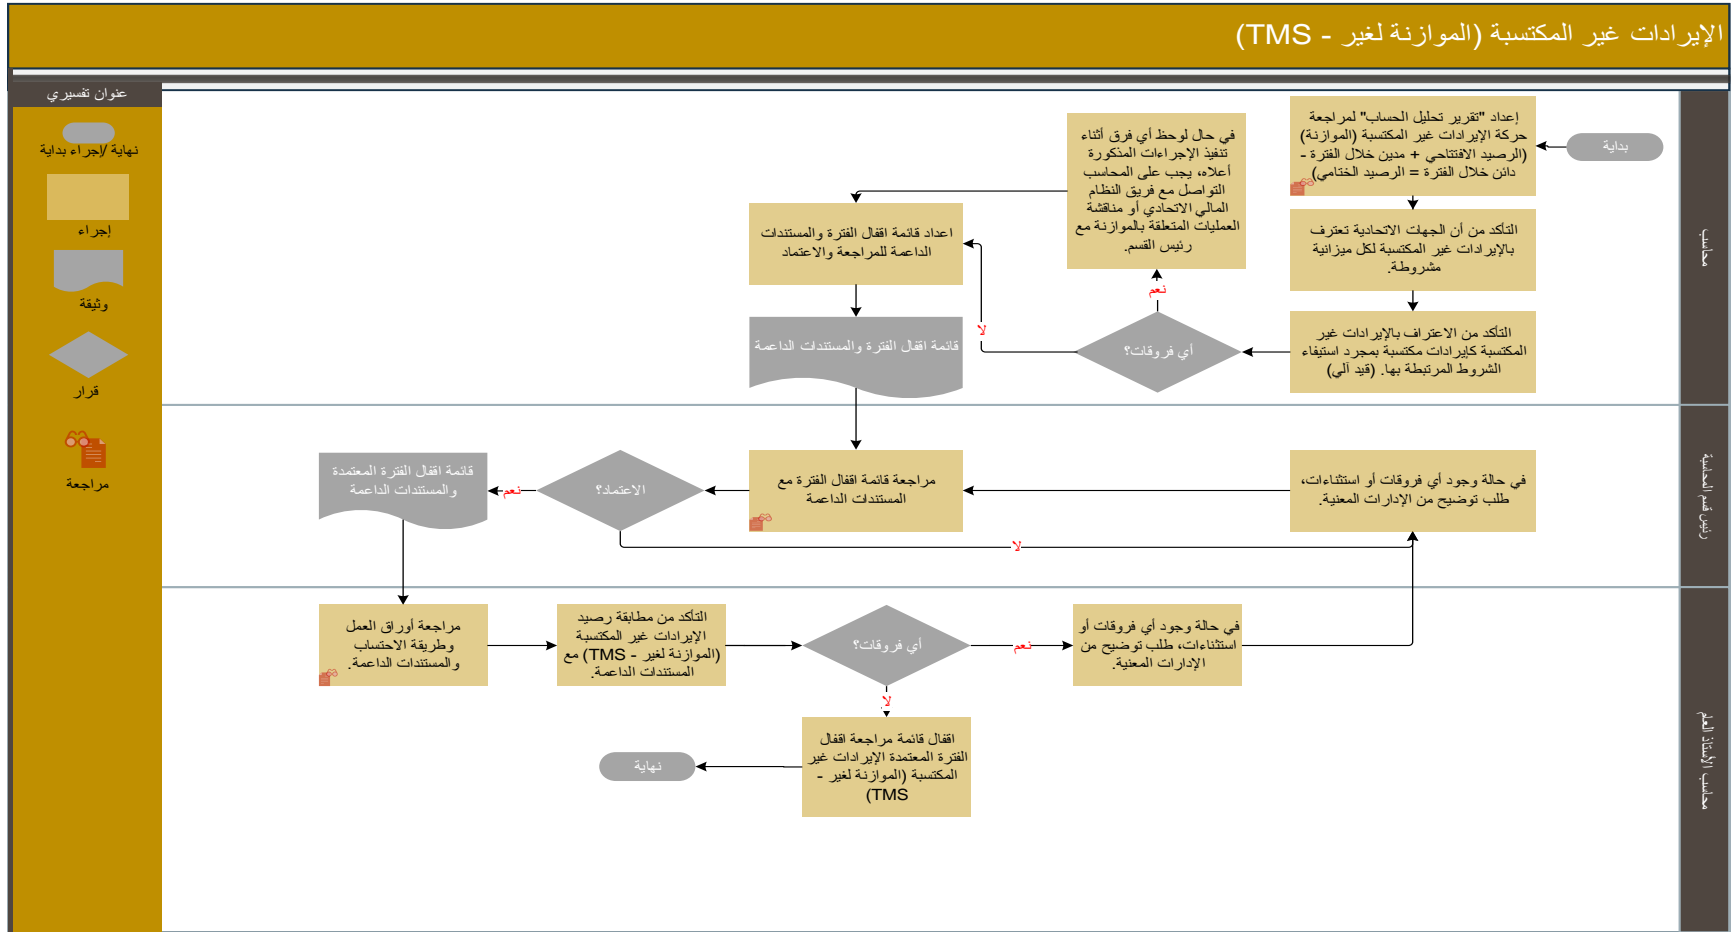 الإيرادات غير المكتسبة (الموازنة لغير - TMS)
محاسب
بداية
إعداد "تقرير تحليل الحساب" لمراجعة
حركة الإيرادات غير المكتسبة (الموازنة)
(الرصيد الافتتاحي + مدين خلال الفترة -
دائن خلال الفترة = الرصيد الختامي)
التأكد من أن الجهات الاتحادية تعترف
بالإيرادات غير المكتسبة لكل ميزانية
مشروطة.
التأكد من الاعتراف بالإيرادات غير
المكتسبة كإيرادات مكتسبة بمجرد استيفاء
الشروط المرتبطة بها. (قيد آلي)
أي فروقات؟
نعم
لا
في حال لوحظ أي فرق أثناء
تنفيذ الإجراءات المذكورة
أعلاه، يجب على المحاسب
التواصل مع فريق النظام
المالي الاتحادي أو مناقشة
العمليات المتعلقة بالموازنة مع
رئيس القسم.
اعداد قائمة اقفال الفترة والمستندات
الداعمة للمراجعة والاعتماد
قائمة اقفال الفترة والمستندات الداعمة
رئيس قسم المحاسبة
في حالة وجود أي فروقات أو استثناءات،
طلب توضيح من الإدارات المعنية.
مراجعة قائمة اقفال الفترة مع
المستندات الداعمة
الاعتماد؟
نعم
لا
قائمة اقفال الفترة المعتمدة
والمستندات الداعمة
محاسب الأستاذ العام
مراجعة أوراق العمل
وطريقة الاحتساب
والمستندات الداعمة.
التأكد من مطابقة رصيد
الإيرادات غير المكتسبة
(الموازنة لغير - TMS) مع
المستندات الداعمة.
أي فروقات؟
نعم
لا
في حالة وجود أي فروقات أو
استثناءات، طلب توضيح من
الإدارات المعنية.
اقفال قائمة مراجعة اقفال
الفترة المعتمدة الإيرادات غير
المكتسبة (الموازنة لغير -
TMS)
نهاية
عنوان تفسيري
نهاية /إجراء بداية
إجراء
وثيقة
قرار
مراجعة